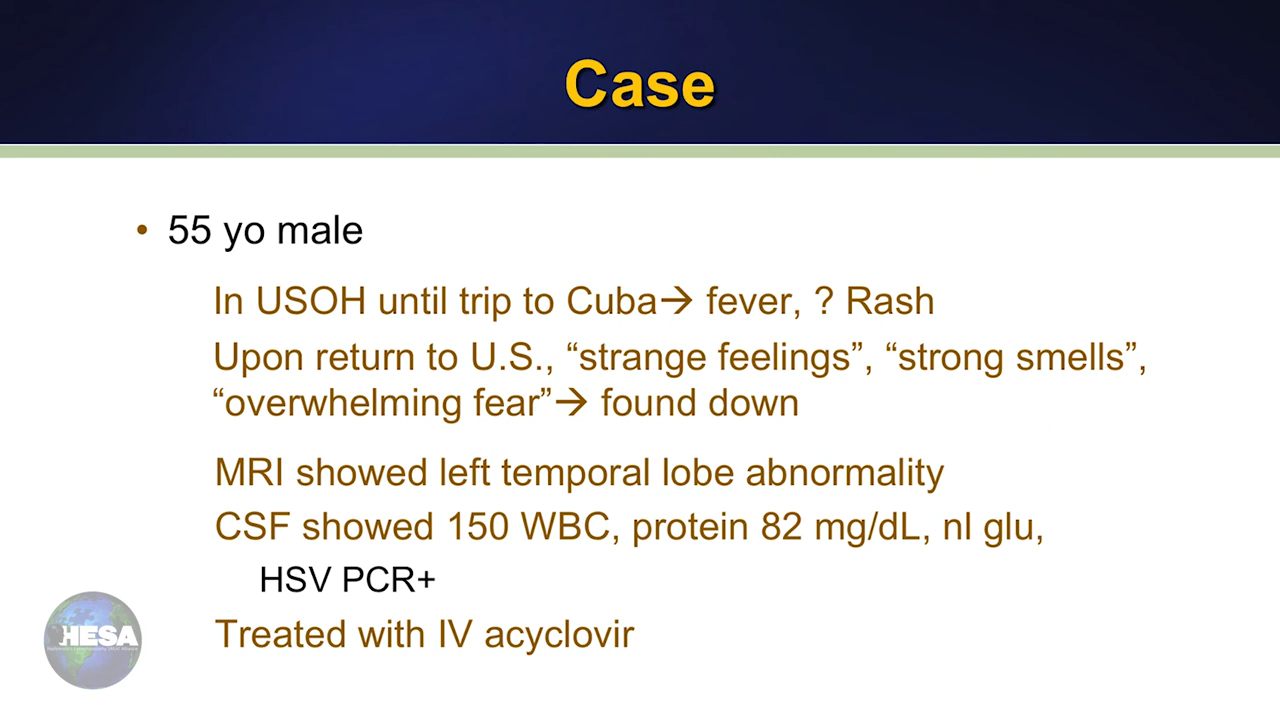 Case
• 55 yo male
In USOH until trip to Cuba→ fever, ? Rash
Upon return to U.S., “strange feelings”, “strong smells”,
“overwhelming fear”→ found down
MRI showed left temporal lobe abnormality
CSF showed 150 WBC, protein 82 mg/dL, nl glu,
HSV PCR+
Treated with IV acyclovir
HESA